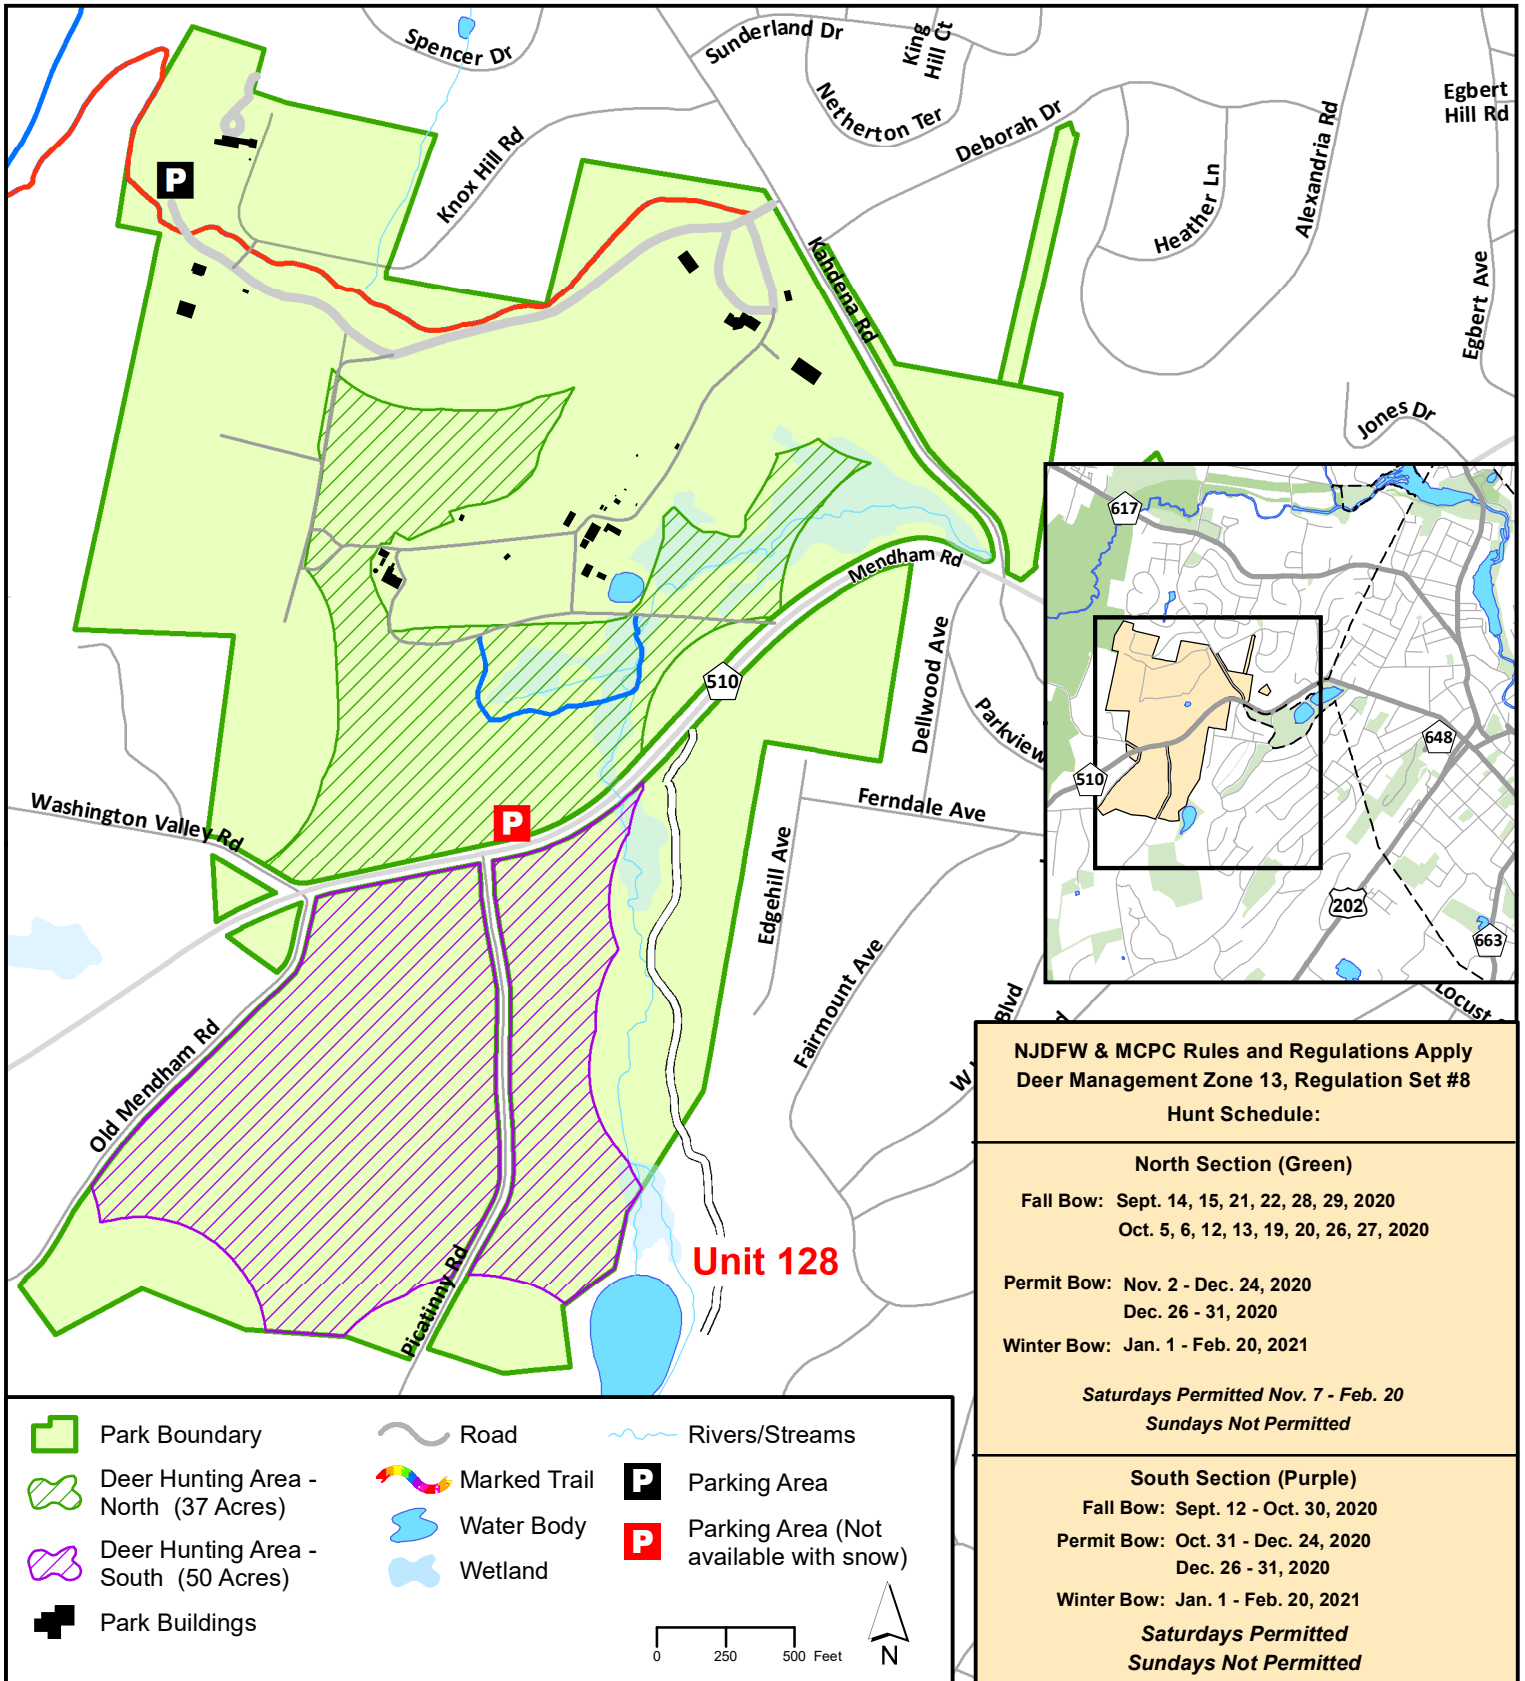 Spencer Dr
Sunderland Dr
King
Hill Ct
Netherton Ter
Knox Hill Rd
Deborah Dr
Heather Ln
Alexandria Rd
Egbert
Hill Rd
Egbert Ave
Jones Dr
P
Kahdena Rd
Mendham Rd
510
Dellwood Ave
Parkview
Ferndale Ave
Edgehill Ave
Fairmount Ave
Washington Valley Rd
P
Old Mendham Rd
Picatinny Rd
Unit 128
Blvd
W
Locust
617
510
648
202
663
NJDFW & MCPC Rules and Regulations Apply
Deer Management Zone 13, Regulation Set #8
Hunt Schedule:
North Section (Green)
Fall Bow: Sept. 14, 15, 21, 22, 28, 29, 2020
Oct. 5, 6, 12, 13, 19, 20, 26, 27, 2020
Permit Bow: Nov. 2 - Dec. 24, 2020
Dec. 26 - 31, 2020
Winter Bow: Jan. 1 - Feb. 20, 2021
Saturdays Permitted Nov. 7 - Feb. 20
Sundays Not Permitted
South Section (Purple)
Fall Bow: Sept. 12 - Oct. 30, 2020
Permit Bow: Oct. 31 - Dec. 24, 2020
Dec. 26 - 31, 2020
Winter Bow: Jan. 1 - Feb. 20, 2021
Saturdays Permitted
Sundays Not Permitted
Park Boundary
Deer Hunting Area -
North (37 Acres)
Deer Hunting Area -
South (50 Acres)
Park Buildings
Road
Marked Trail
Water Body
Wetland
Rivers/Streams
P Parking Area
P Parking Area (Not
available with snow)
0 250 500 Feet
N